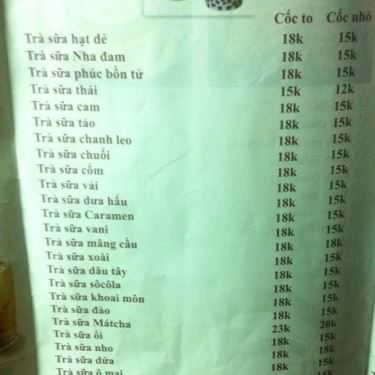 Cốc to Cốc nhỏ
Trà sữa hạt dẻ 18k 15k
Trà sữa Nha đam 18k 15k
Trà sữa phúc bồn tử 18k 15k
Trà sữa thái 15k 12k
Trà sữa cam 18k 15k
Trà sữa táo 18k 15k
Trà sữa chanh leo 18k 15k
Trà sữa chuối 18k 15k
Trà sữa cốm 18k 15k
Trà sữa vải 18k 15k
Trà sữa dưa hấu 18k 15k
Trà sữa Caramen 18k 15k
Trà sữa vani 18k 15k
Trà sữa mãng cầu 18k 15k
Trà sữa xoài 18k 15k
Trà sữa dâu tây 18k 15k
Trà sữa sôcôla 18k 15k
Trà sữa khoai môn 18k 15k
Trà sữa đào 18k 15k
Trà sữa Mátcha 23k 20k
Trà sữa ổi 18k 15k
Trà sữa nho 18k 15k
Trà sữa dừa 18k 15k
Trà sữa ô mai 18k 15k